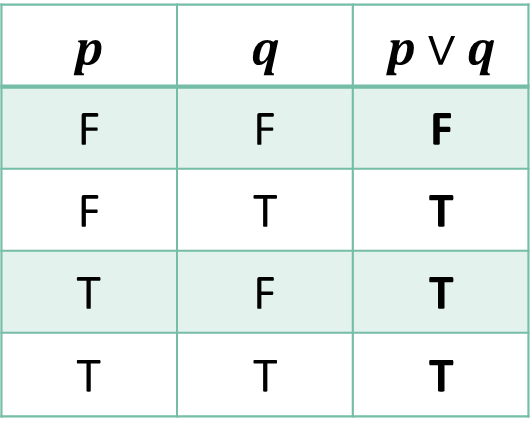 p q p ∨ q
F F F
F T T
T F T
T T T